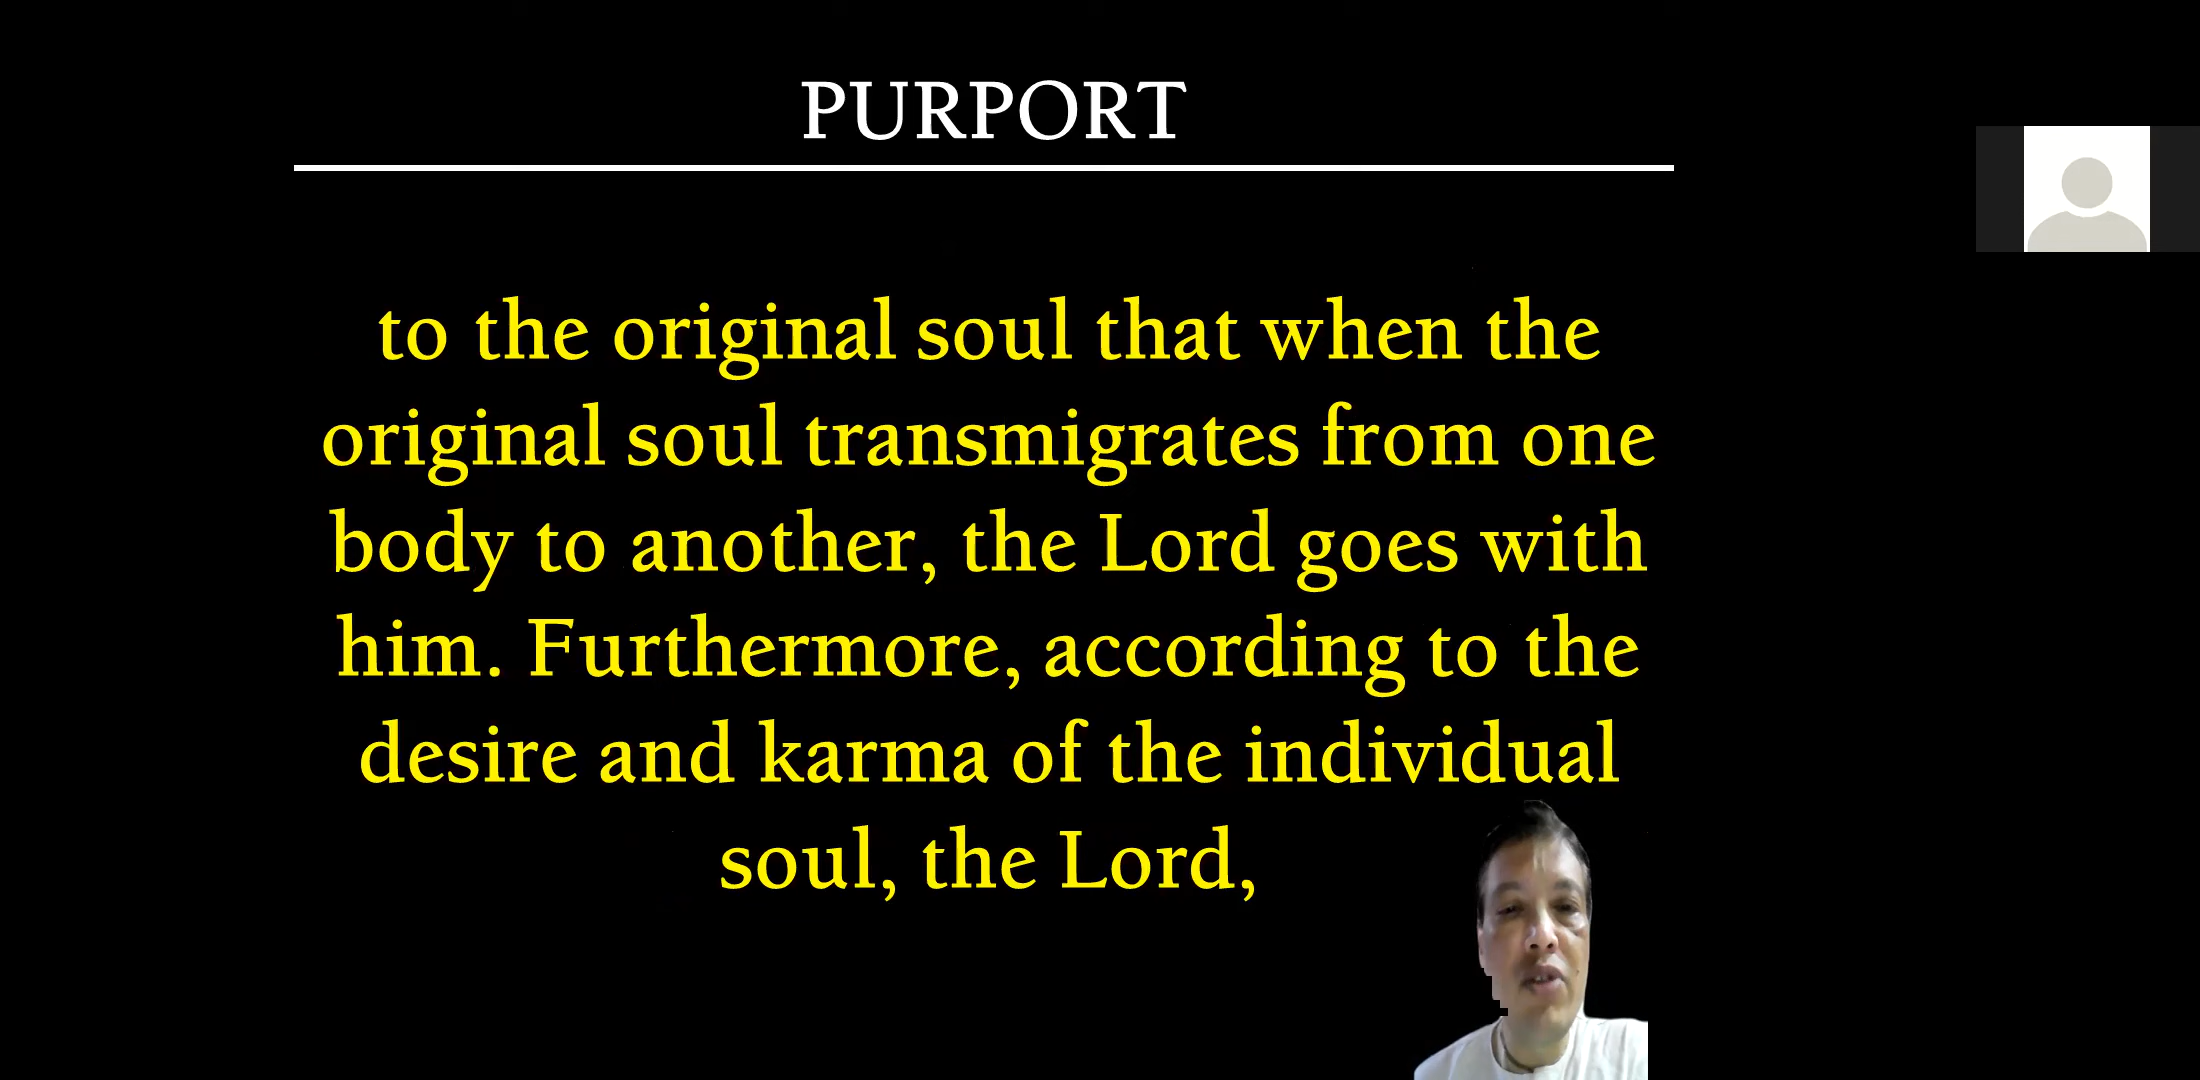 PURPORT
to the original soul that when the
original soul transmigrates from one
body to another, the Lord goes with
him. Furthermore, according to the
desire and karma of the individual
soul, the Lord,